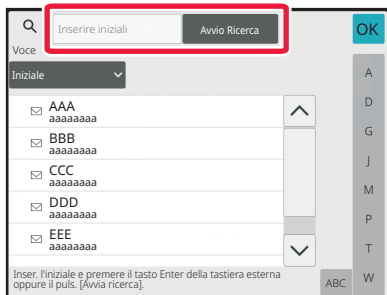 Inserire iniziali
Avvio Ricerca
OK
Voce
Iniziale
AAA
aaaaaaaa
BBB
aaaaaaaa
CCC
aaaaaaaa
DDD
aaaaaaaa
EEE
aaaaaaaa
A
D
G
J
M
P
T
W
ABC
Inser. l'iniziale e premere il tasto Enter della tastiera esterna
oppure il puls. [Avvia ricerca].